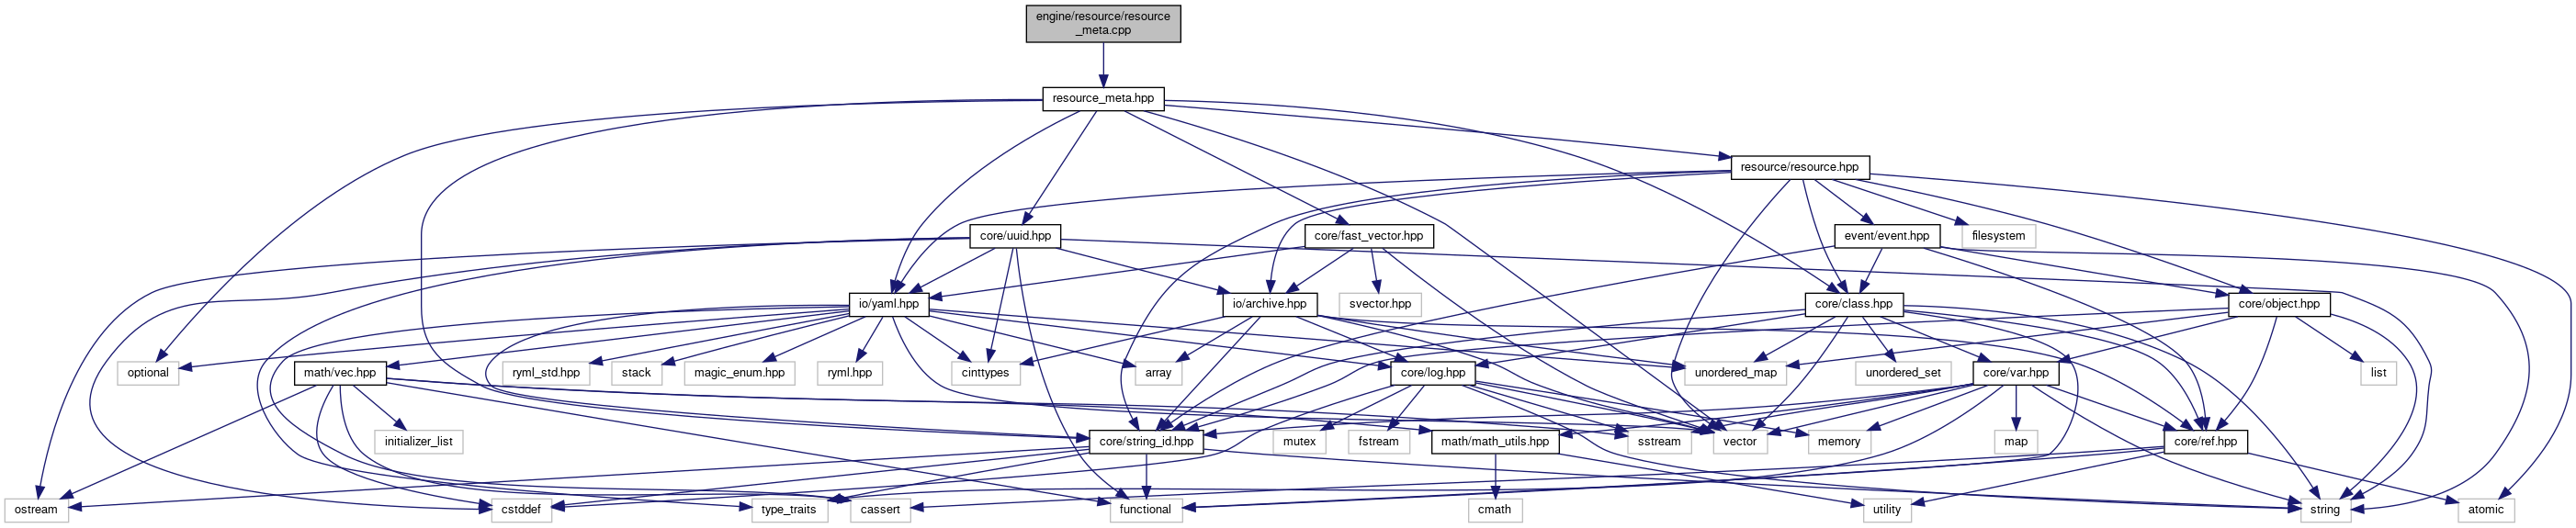 engine/resource/resource
_meta.cpp
resource_meta.hpp
resource/resource.hpp
core/uuid.hpp
core/fast_vector.hpp
event/event.hpp
filesystem
io/yaml.hpp
io/archive.hpp
svector.hpp
core/class.hpp
core/object.hpp
optional
math/vec.hpp
ryml_std.hpp
stack
magic_enum.hpp
ryml.hpp
cinttypes
array
core/log.hpp
unordered_map
unordered_set
core/var.hpp
list
initializer_list
core/string_id.hpp
mutex
fstream
sstream
math/math_utils.hpp
vector
memory
map
core/ref.hpp
ostream
cstddef
type_traits
cassert
functional
cmath
utility
string
atomic